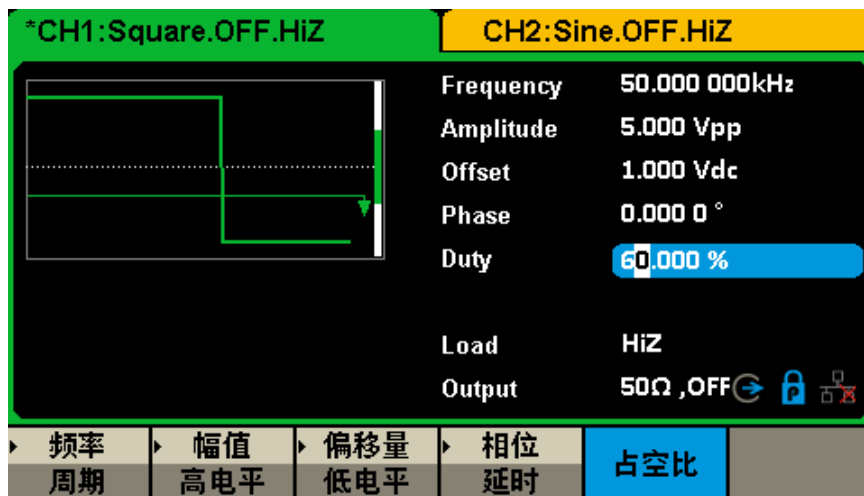 *CH1:Square.OFF.HiZ
CH2:Sine.OFF.HiZ
Frequency 50.000 000kHz
Amplitude 5.000 Vpp
Offset 1.000 Vdc
Phase 0.000 0 °
Duty 60.000 %
Load HiZ
Output 50Ω ,OFF
P
频率 幅值 偏移量 相位
周期 高电平 低电平 延时
占空比